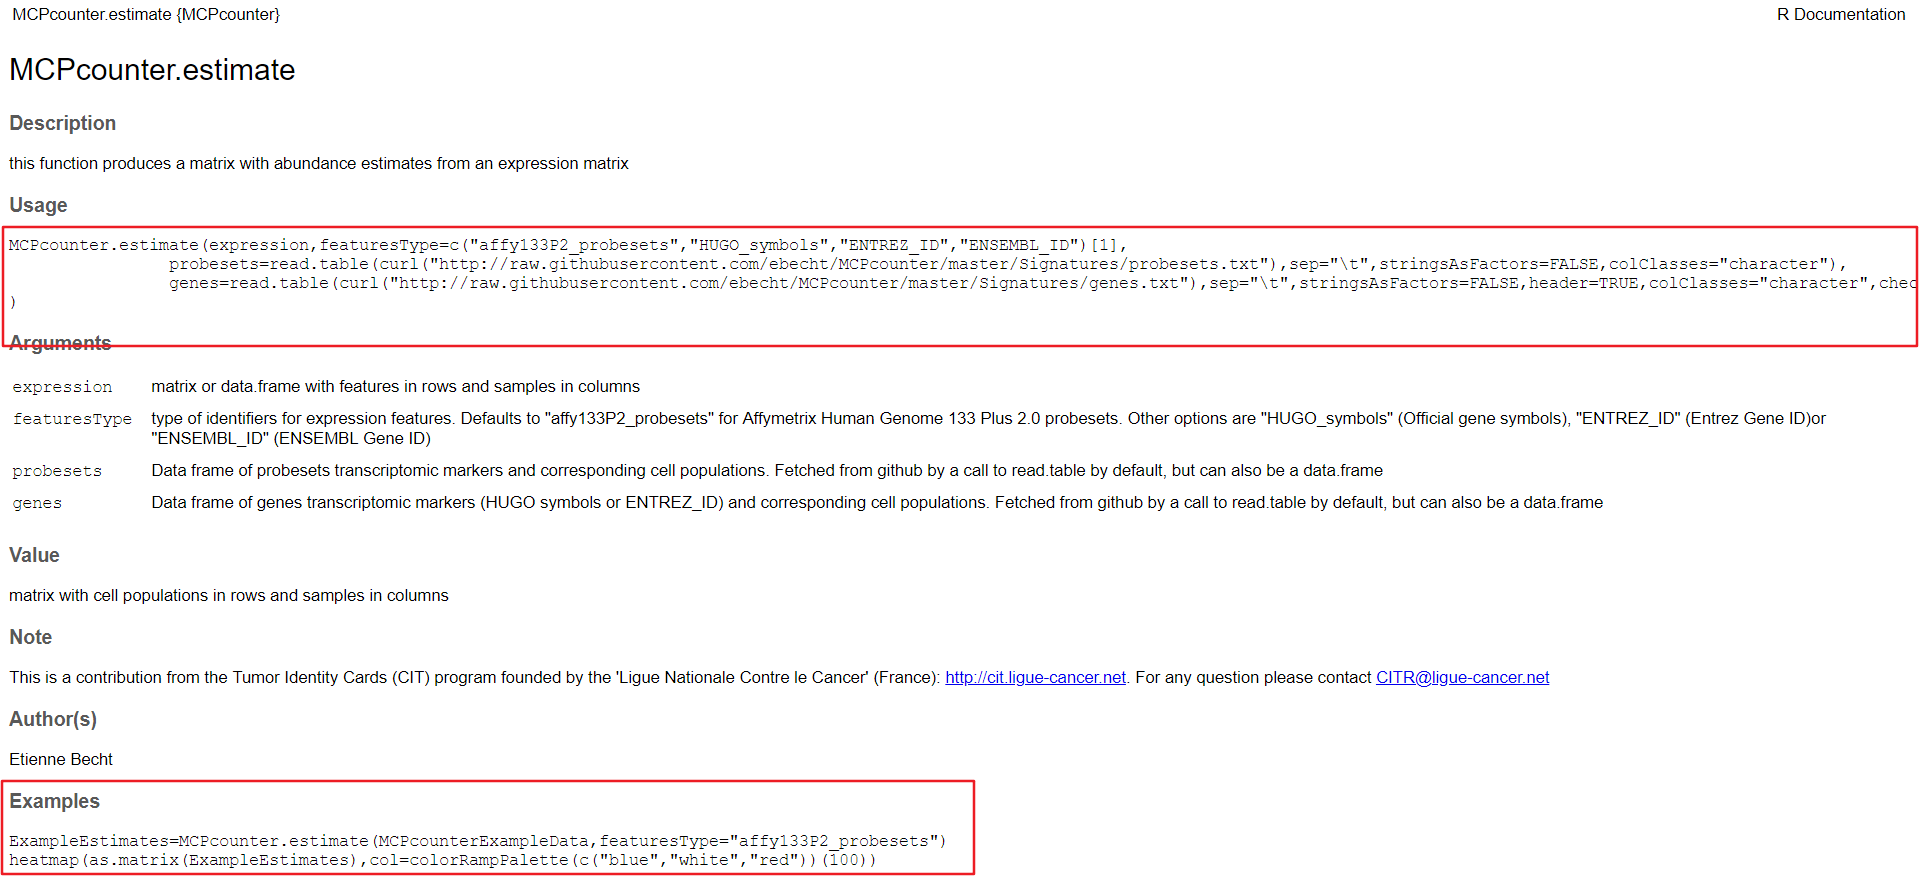 MCPcounter.estimate {MCPcounter}
R Documentation
MCPcounter.estimate
Description
this function produces a matrix with abundance estimates from an expression matrix
Usage
MCPcounter.estimate(expression,featuresType=c("affy133P2_probesets","HUGO_symbols","ENTREZ_ID","ENSEMBL_ID")[1],
probesets=read.table(curl("http://raw.githubusercontent.com/ebecht/MCPcounter/master/Signatures/probesets.txt"),sep="\t",stringsAsFactors=FALSE,colClasses="character"),
genes=read.table(curl("http://raw.githubusercontent.com/ebecht/MCPcounter/master/Signatures/genes.txt"),sep="\t",stringsAsFactors=FALSE,header=TRUE,colClasses="character",chec
)
Arguments
expression matrix or data.frame with features in rows and samples in columns
featuresType type of identifiers for expression features. Defaults to "affy133P2_probesets" for Affymetrix Human Genome 133 Plus 2.0 probesets. Other options are "HUGO_symbols" (Official gene symbols), "ENTREZ_ID" (Entrez Gene ID)or
"ENSEMBL_ID" (ENSEMBL Gene ID)
probesets Data frame of probesets transcriptomic markers and corresponding cell populations. Fetched from github by a call to read.table by default, but can also be a data.frame
genes Data frame of genes transcriptomic markers (HUGO symbols or ENTREZ_ID) and corresponding cell populations. Fetched from github by a call to read.table by default, but can also be a data.frame
Value
matrix with cell populations in rows and samples in columns
Note
This is a contribution from the Tumor Identity Cards (CIT) program founded by the 'Ligue Nationale Contre le Cancer' (France): http://cit.ligue-cancer.net. For any question please contact CITR@ligue-cancer.net
Author(s)
Etienne Becht
Examples
ExampleEstimates=MCPcounter.estimate(MCPcounterExampleData,featuresType="affy133P2_probesets")
heatmap(as.matrix(ExampleEstimates),col=colorRampPalette(c("blue","white","red"))(100))